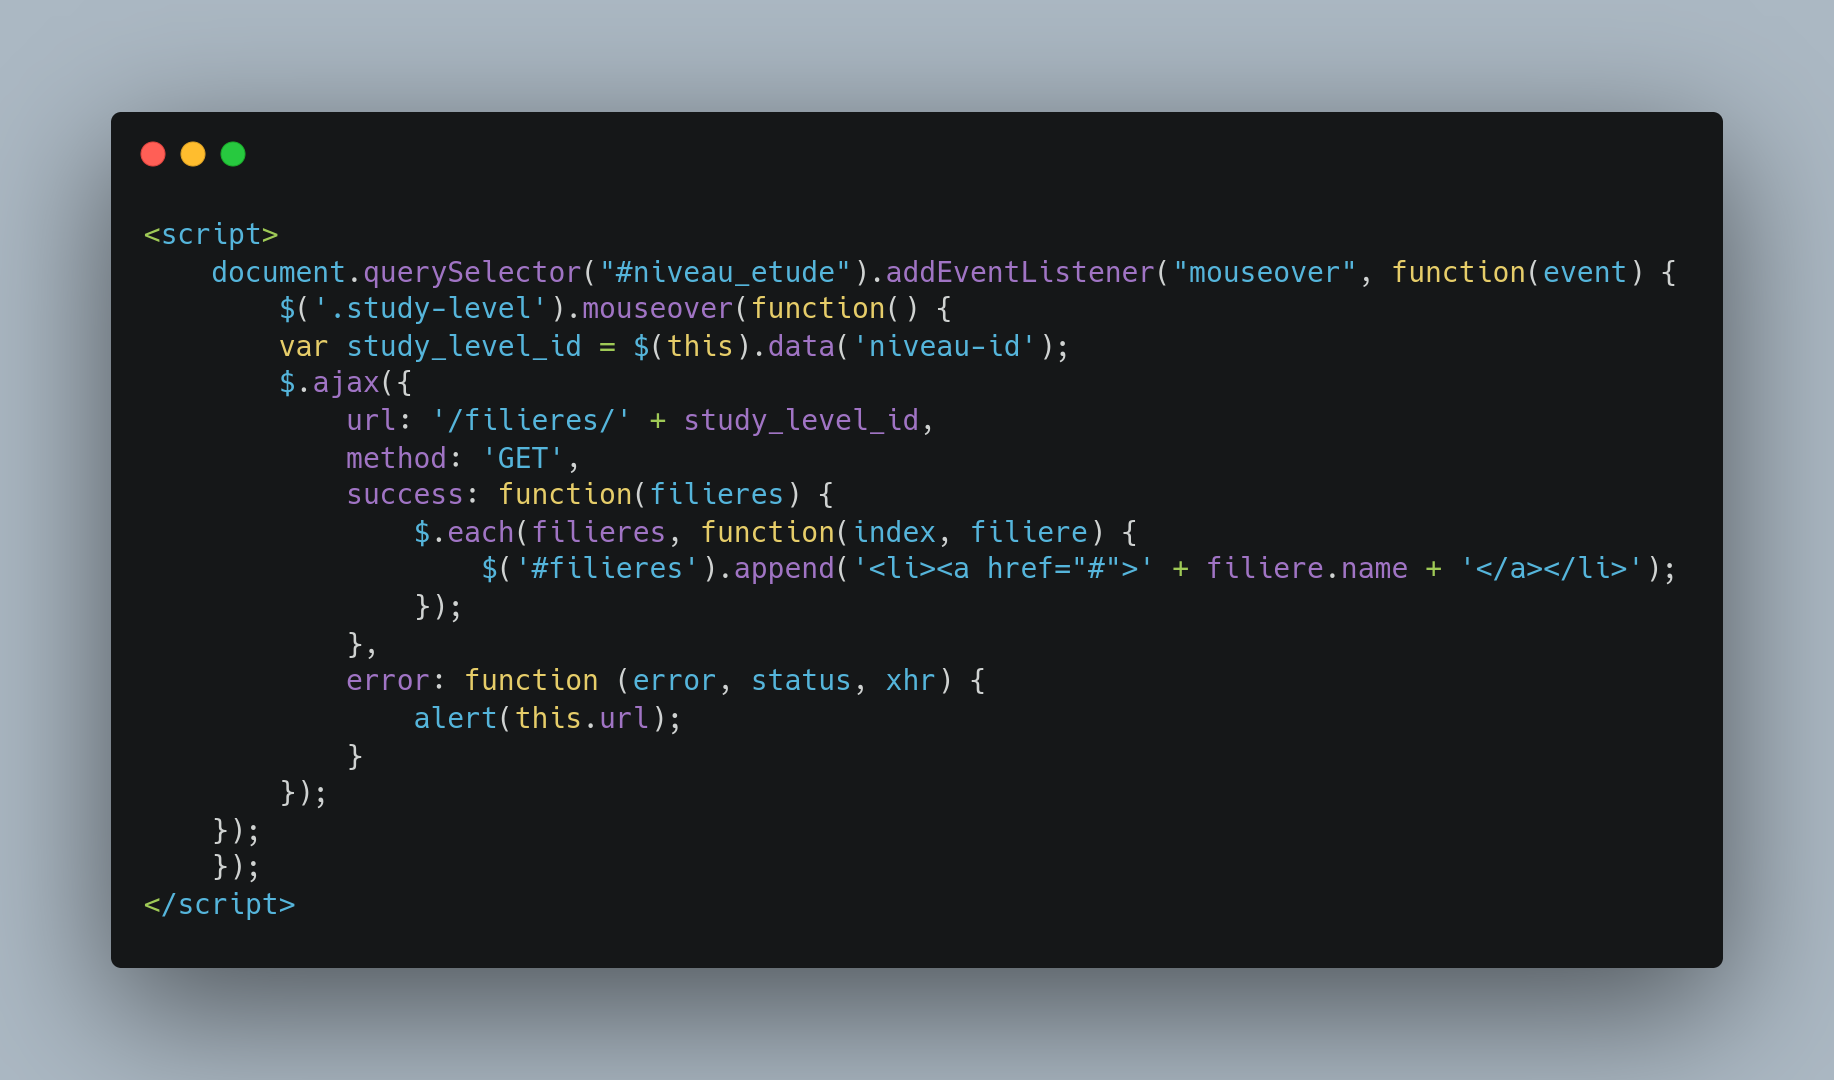 <script>
    document.querySelector("#niveau_etude").addEventListener("mouseover", function(event) {
        $('.study-level').mouseover(function() {
        var study_level_id = $(this).data('niveau-id');
        $.ajax({
            url: '/filieres/' + study_level_id,
            method: 'GET',
            success: function(filieres) {
                $.each(filieres, function(index, filiere) {
                    $('#filieres').append('<li><a href="#">' + filiere.name + '</a></li>');
                });
            },
            error: function (error, status, xhr) {
                alert(this.url);
            }
        });
    });
    });
</script>